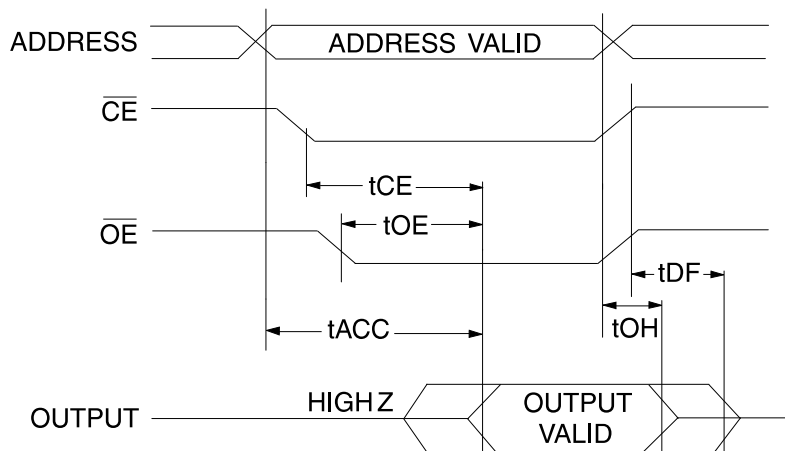 ADDRESS
ADDRESS VALID
CE
tCE
tOE
OE
tDF
tACC
tOH
HIGH Z
OUTPUT
OUTPUT
VALID